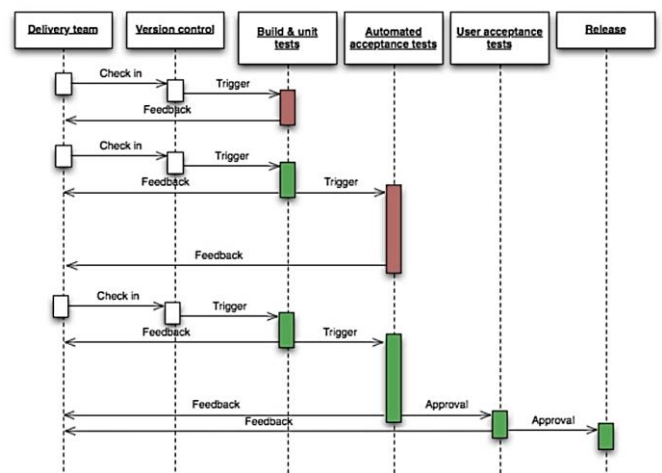 Delivery team
Version control
Build & unit
tests
Automated
acceptance tests
User acceptance
tests
Release
Check in
Trigger
Feedback
Check in
Trigger
Feedback
Trigger
Feedback
Check in
Trigger
Feedback
Trigger
Feedback
Approval
Feedback
Approval